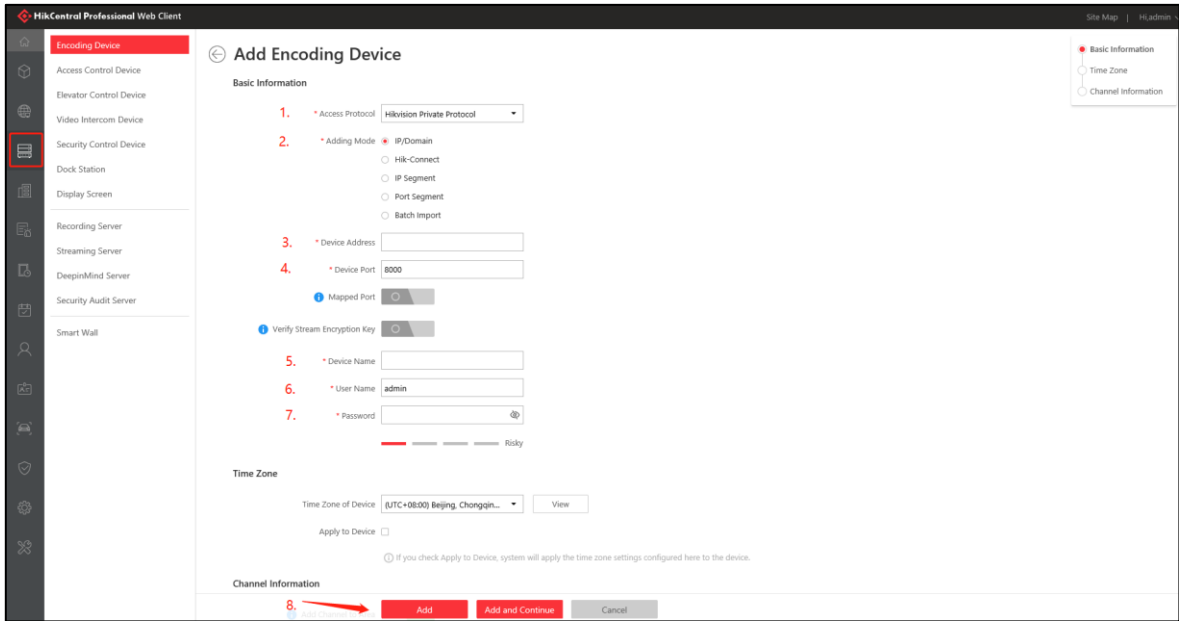 HikCentral Professional Web Client
Site Map | Hi,admin
Encoding Device
Access Control Device
Elevator Control Device
Video Intercom Device
Security Control Device
Dock Station
Display Screen
Recording Server
Streaming Server
DeepinMind Server
Security Audit Server
Smart Wall
Add Encoding Device
Basic Information
1. * Access Protocol Hikvision Private Protocol
2. * Adding Mode IP/Domain
Hik-Connect
IP Segment
Port Segment
Batch Import
3. * Device Address
4. * Device Port 8000
Mapped Port
Verify Stream Encryption Key
5. * Device Name
6. * User Name admin
7. * Password
Risky
Time Zone
Time Zone of Device (UTC+08:00) Beijing, Chongqin... View
Apply to Device
If you check Apply to Device, system will apply the time zone settings configured here to the device.
Channel Information
8. Add Add and Continue Cancel
Basic Information
Time Zone
Channel Information